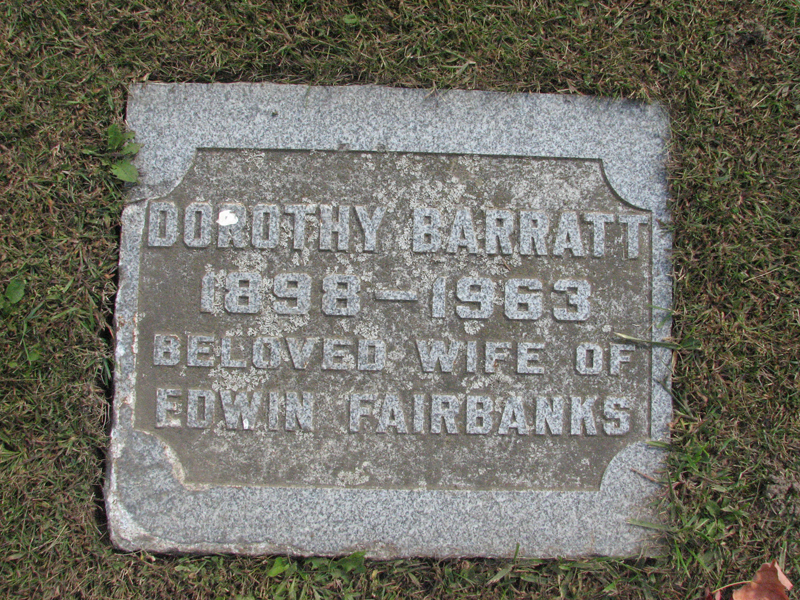 DOROTHY BARRATT
1898-1963
BELOVED WIFE OF
EDWIN FAIRBANKS